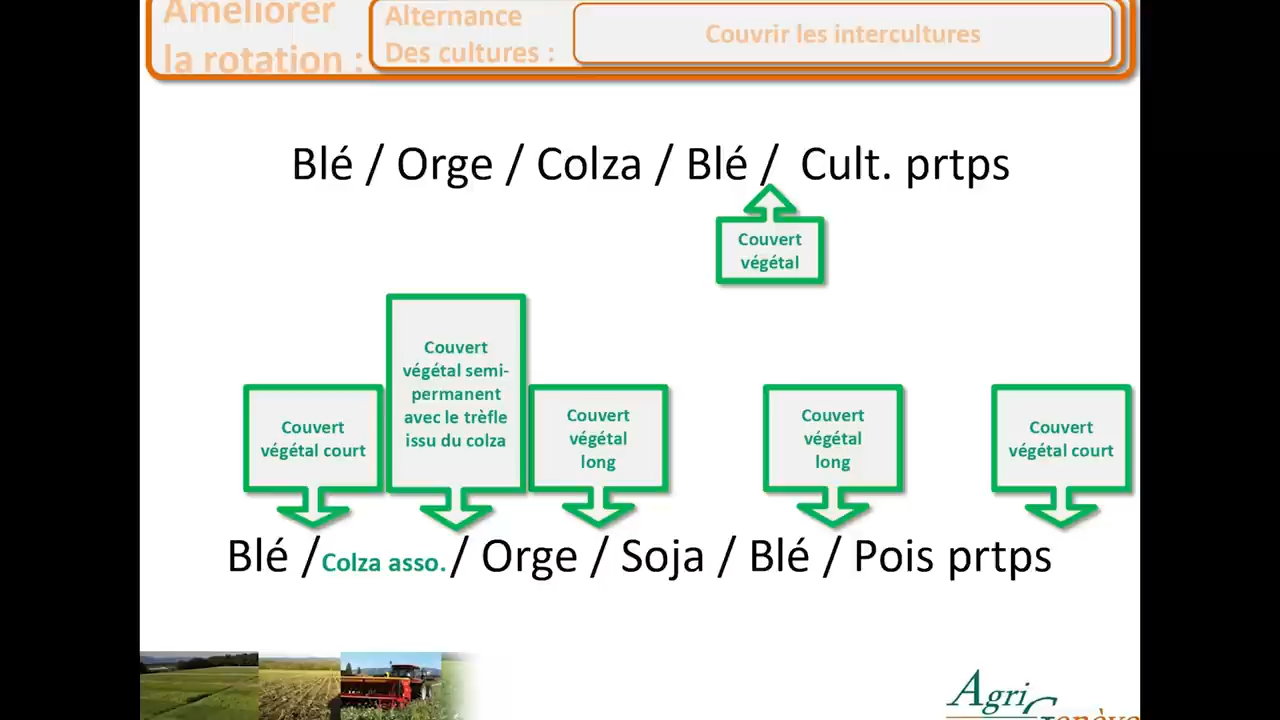 Améliorer
la rotation :
Alternance
Des cultures :
Couvrir les intercultures
Blé / Orge / Colza / Blé / Cult. prtps
Couvert
végétal
Couvert
végétal court
Couvert
végétal semi-
permanent
avec le trèfle
issu du colza
Couvert
végétal
long
Couvert
végétal
long
Couvert
végétal court
Blé / Colza asso. / Orge / Soja / Blé / Pois prtps
Agri
Genève